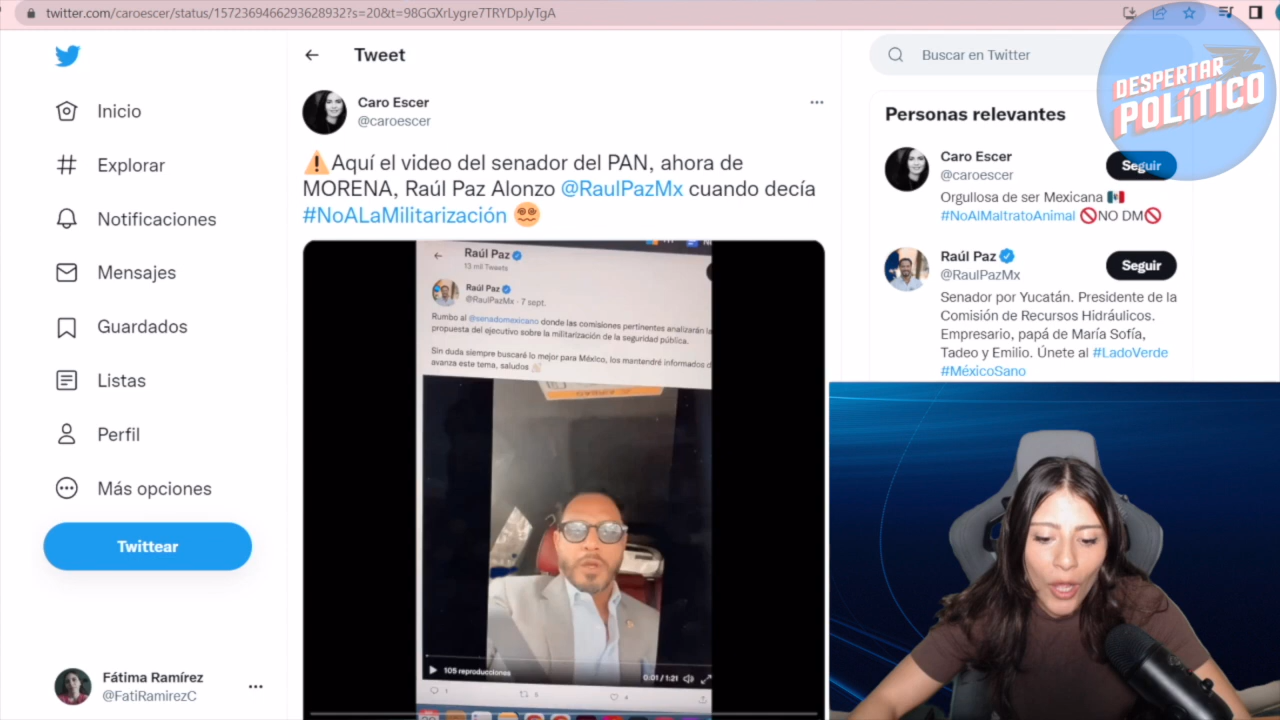 twitter.com/caroescer/status/1572369466293628932?s=20&t=98GGXrLygre7TRYDpJyTgA
Tweet
Buscar en Twitter
DESPERTAR
POLÍTICO
Inicio
Explorar
Notificaciones
Mensajes
Guardados
Listas
Perfil
Más opciones
Twittear
Fátima Ramírez
@FatiRamirezC
Caro Escer
@caroescer
⚠️Aquí el video del senador del PAN, ahora de
MORENA, Raúl Paz Alonzo @RaulPazMx cuando decía
#NoALaMilitarización 😵‍💫
Raúl Paz
13 mil Tweets
Raúl Paz
@RaulPazMx · 7 sept.
Rumbo al @senadomexicano donde las comisiones pertinentes analizarán la
propuesta del ejecutivo sobre la militarización de la seguridad pública.
Sin duda siempre buscaré lo mejor para México, los mantendré informados
avanza este tema, saludos
105 reproducciones
0:01 / 1:21
1
5
4
Personas relevantes
Caro Escer
@caroescer
Seguir
Orgullosa de ser Mexicana 🇲🇽
#NoAlMaltratoAnimal 🚫NO DM🚫
Raúl Paz
@RaulPazMx
Seguir
Senador por Yucatán. Presidente de la
Comisión de Recursos Hidráulicos.
Empresario, papá de María Sofía,
Tadeo y Emilio. Únete al #LadoVerde
#MéxicoSano